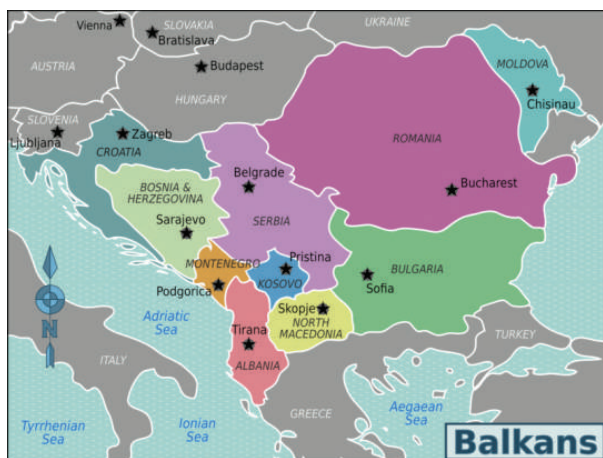 Vienna
SLOVAKIA
Bratislava
UKRAINE
AUSTRIA
Budapest
MOLDOVA
Chisinau
HUNGARY
SLOVENIA
Ljubljana
Zagreb
CROATIA
ROMANIA
Belgrade
BOSNIA &
HERZEGOVINA
Bucharest
Sarajevo
SERBIA
MONTENEGRO
Pristina
KOSOVO
BULGARIA
Sofia
Podgorica
Skopje
NORTH
MACEDONIA
Adriatic
Sea
N
Tirana
ALBANIA
TURKEY
ITALY
GREECE
Aegaean
Sea
Tyrrhenian
Sea
Ionian
Sea
Balkans